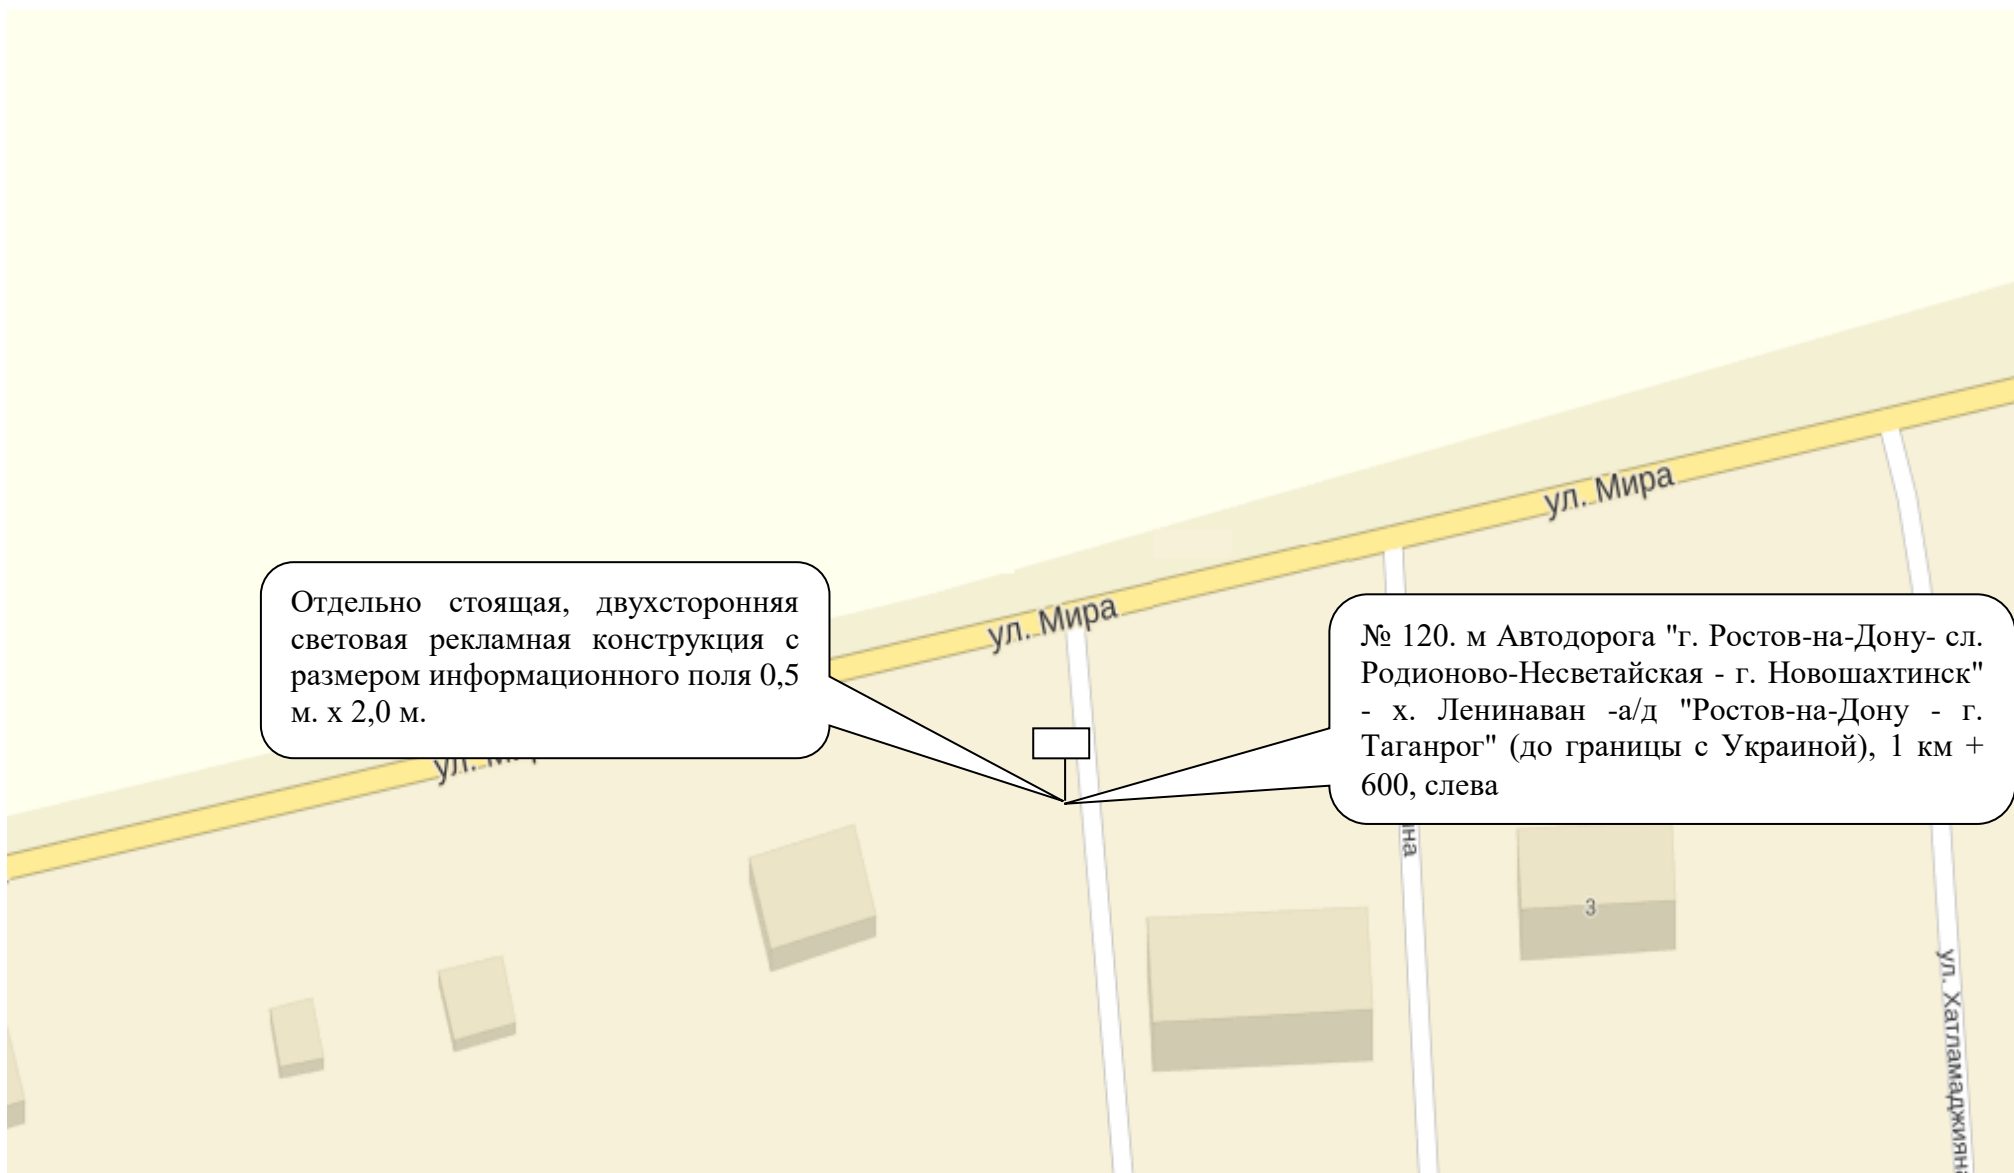 ул. Мира
ул. Мира
Отдельно стоящая, двухсторонняя
световая рекламная конструкция с
размером информационного поля 0,5
м. х 2,0 м.
№ 120. м Автодорога "г. Ростов-на-Дону- сл.
Родионово-Несветайская - г. Новошахтинск"
- х. Ленинаван -а/д "Ростов-на-Дону - г.
Таганрог" (до границы с Украиной), 1 км +
600, слева
ул.
3
ул. Хатламаджиян